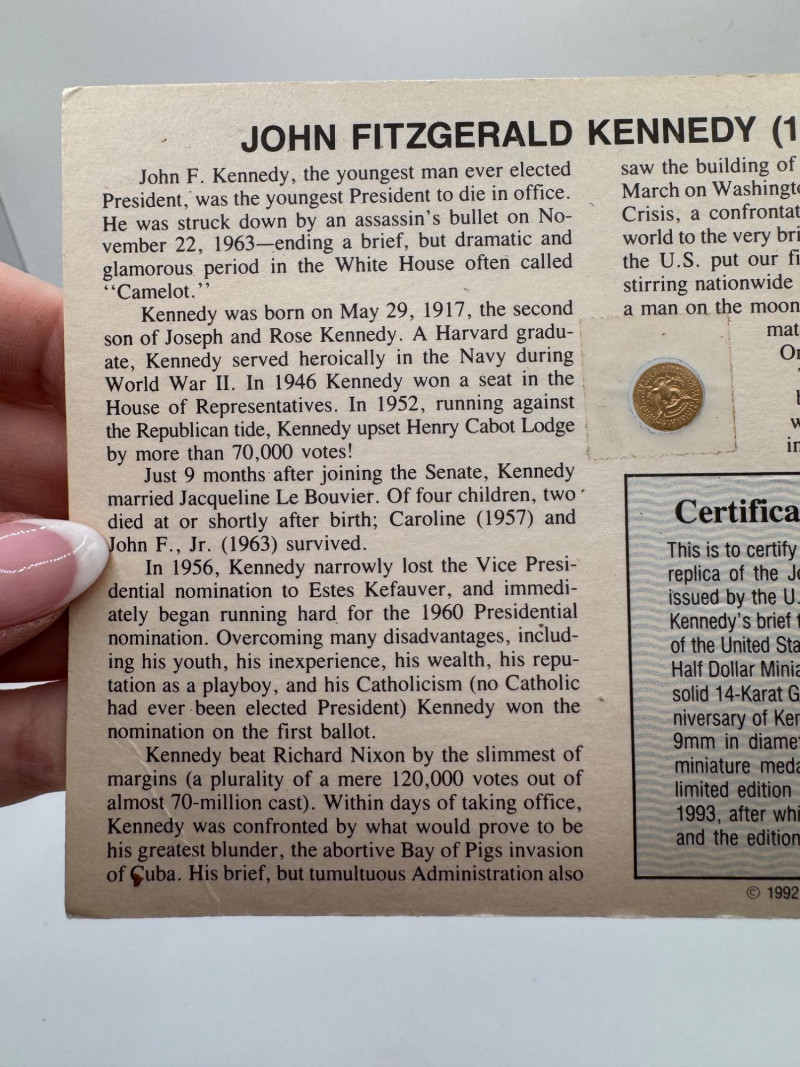 JOHN FITZGERALD KENNEDY (1
John F. Kennedy, the youngest man ever elected
President, was the youngest President to die in office.
He was struck down by an assassin's bullet on No-
vember 22, 1963—ending a brief, but dramatic and
glamorous period in the White House often called
‘‘Camelot.’’
Kennedy was born on May 29, 1917, the second
son of Joseph and Rose Kennedy. A Harvard gradu-
ate, Kennedy served heroically in the Navy during
World War II. In 1946 Kennedy won a seat in the
House of Representatives. In 1952, running against
the Republican tide, Kennedy upset Henry Cabot Lodge
by more than 70,000 votes!
Just 9 months after joining the Senate, Kennedy
married Jacqueline Le Bouvier. Of four children, two
died at or shortly after birth; Caroline (1957) and
John F., Jr. (1963) survived.
In 1956, Kennedy narrowly lost the Vice Presi-
dential nomination to Estes Kefauver, and immedi-
ately began running hard for the 1960 Presidential
nomination. Overcoming many disadvantages, includ-
ing his youth, his inexperience, his wealth, his repu-
tation as a playboy, and his Catholicism (no Catholic
had ever been elected President) Kennedy won the
nomination on the first ballot.
Kennedy beat Richard Nixon by the slimmest of
margins (a plurality of a mere 120,000 votes out of
almost 70-million cast). Within days of taking office,
Kennedy was confronted by what would prove to be
his greatest blunder, the abortive Bay of Pigs invasion
of Cuba. His brief, but tumultuous Administration also
saw the building of
March on Washingto
Crisis, a confrontat
world to the very bri
the U.S. put our fi
stirring nationwide
a man on the moon
mat
Or
w
in
Certifica
This is to certify
replica of the Jo
issued by the U.
Kennedy's brief t
of the United Sta
Half Dollar Minia
solid 14-Karat G
niversary of Ker
9mm in diame
miniature meda
limited edition
1993, after whi
and the edition
© 1992